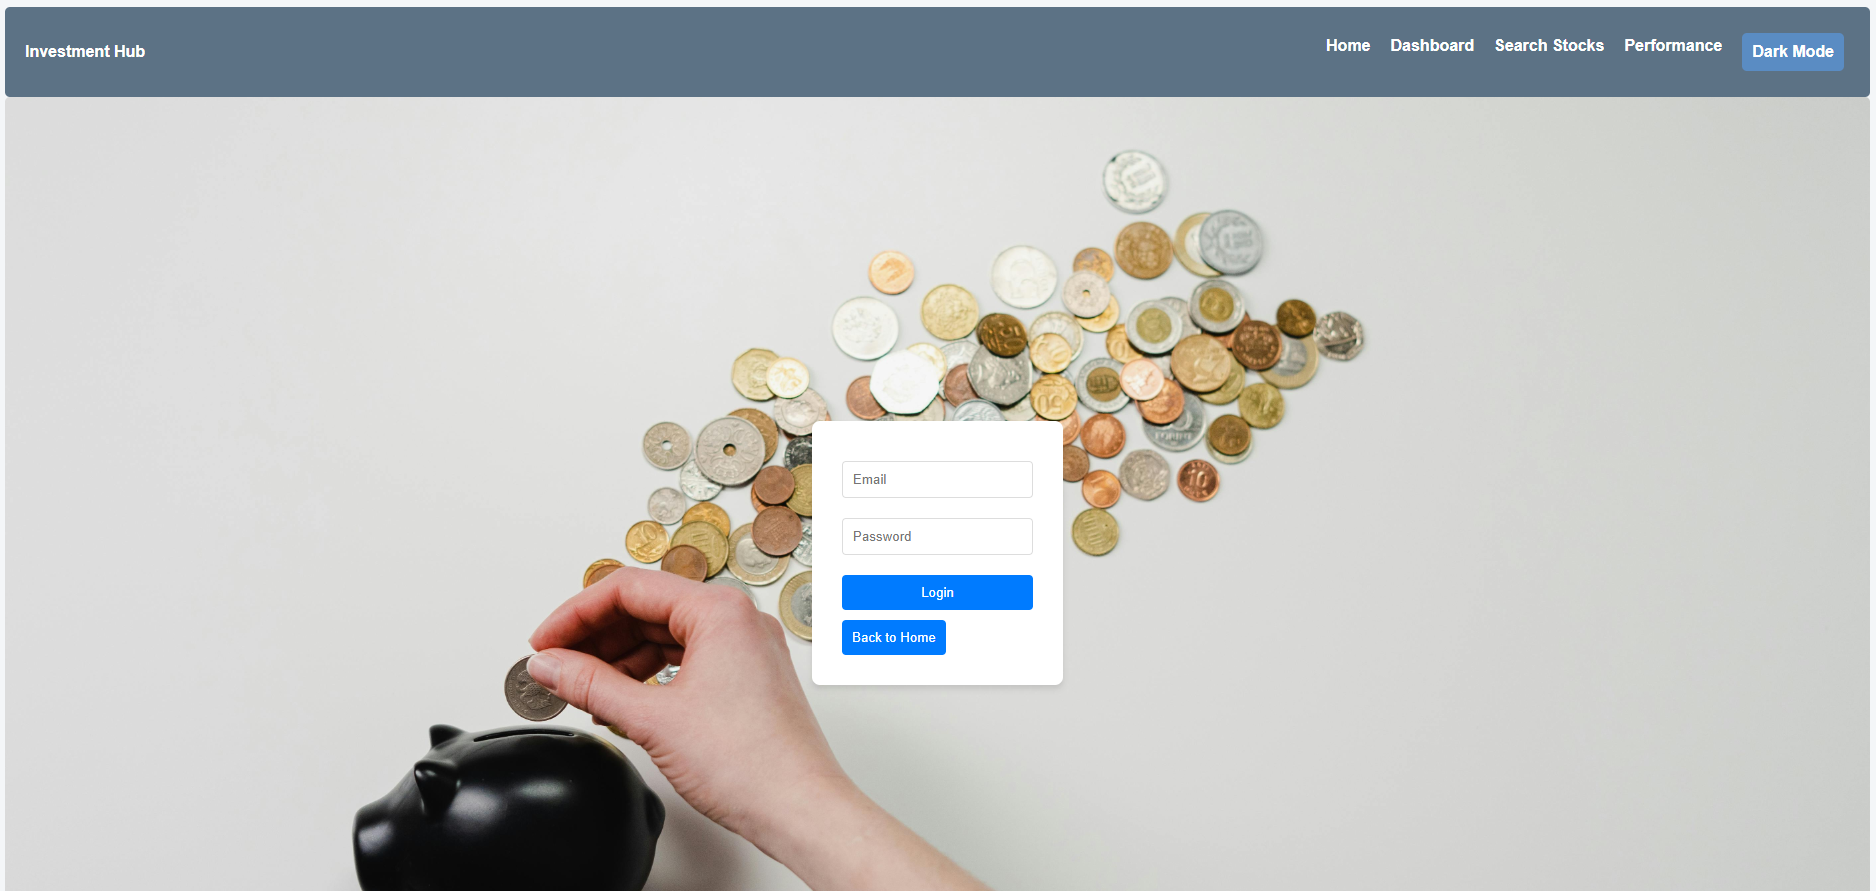 Investment Hub
Home Dashboard Search Stocks Performance Dark Mode
Email
Password
Login
Back to Home